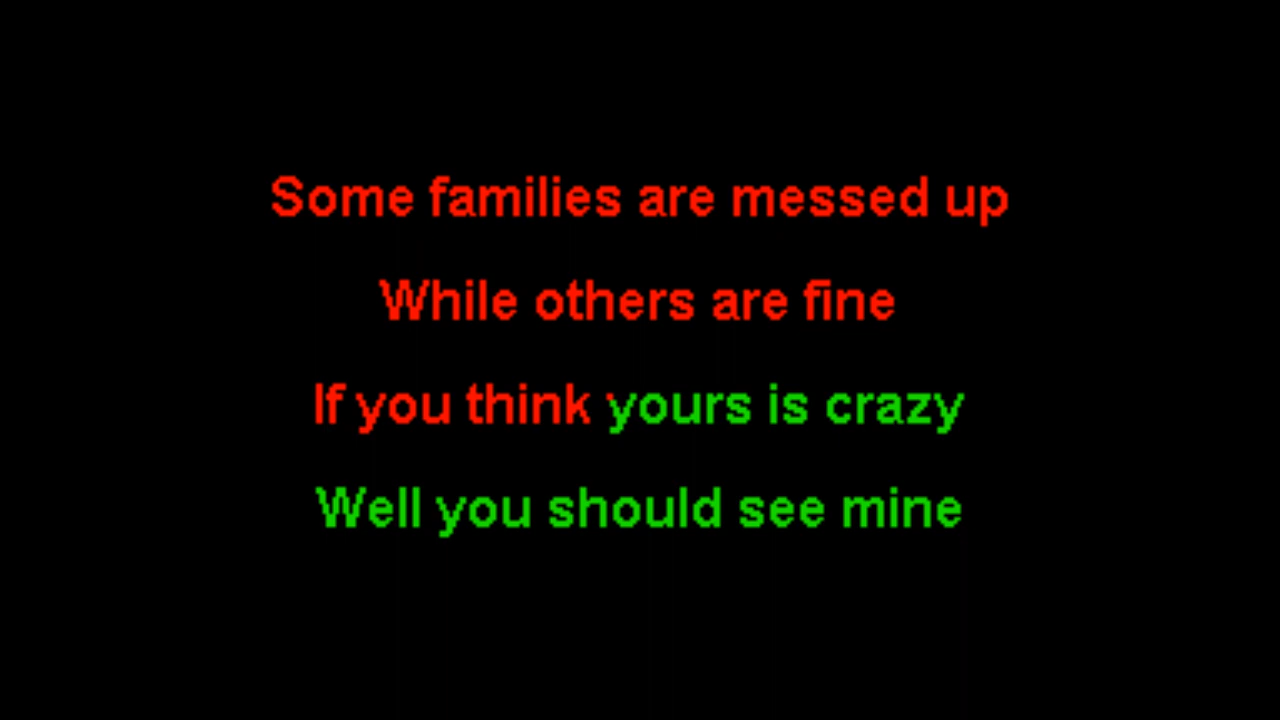 Some families are messed up
While others are fine
If you think yours is crazy
Well you should see mine